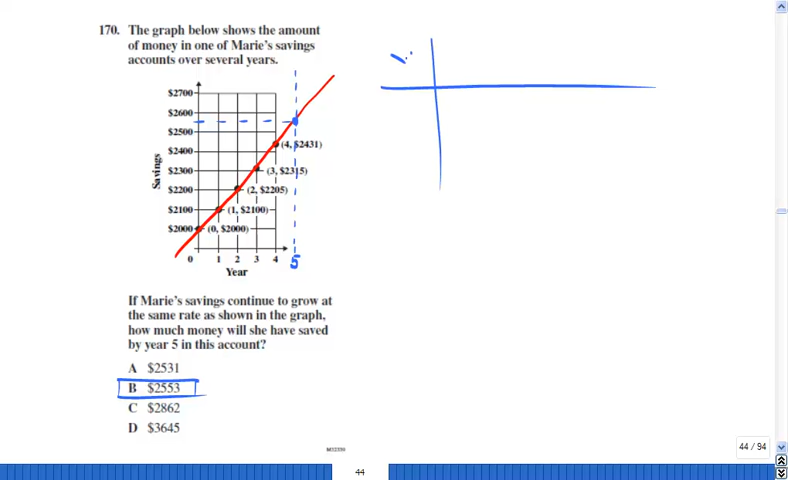 170. The graph below shows the amount
of money in one of Marie's savings
accounts over several years.
$2700
$2600
$2500
$2400
$2300
$2200
$2100
$2000
Savings
(4, $2431)
(3, $2315)
(2, $2205)
(1, $2100)
(0, $2000)
0 1 2 3 4 5
Year
If Marie's savings continue to grow at
the same rate as shown in the graph,
how much money will she have saved
by year 5 in this account?
A $2531
B $2553
C $2862
D $3645
44 / 94
44